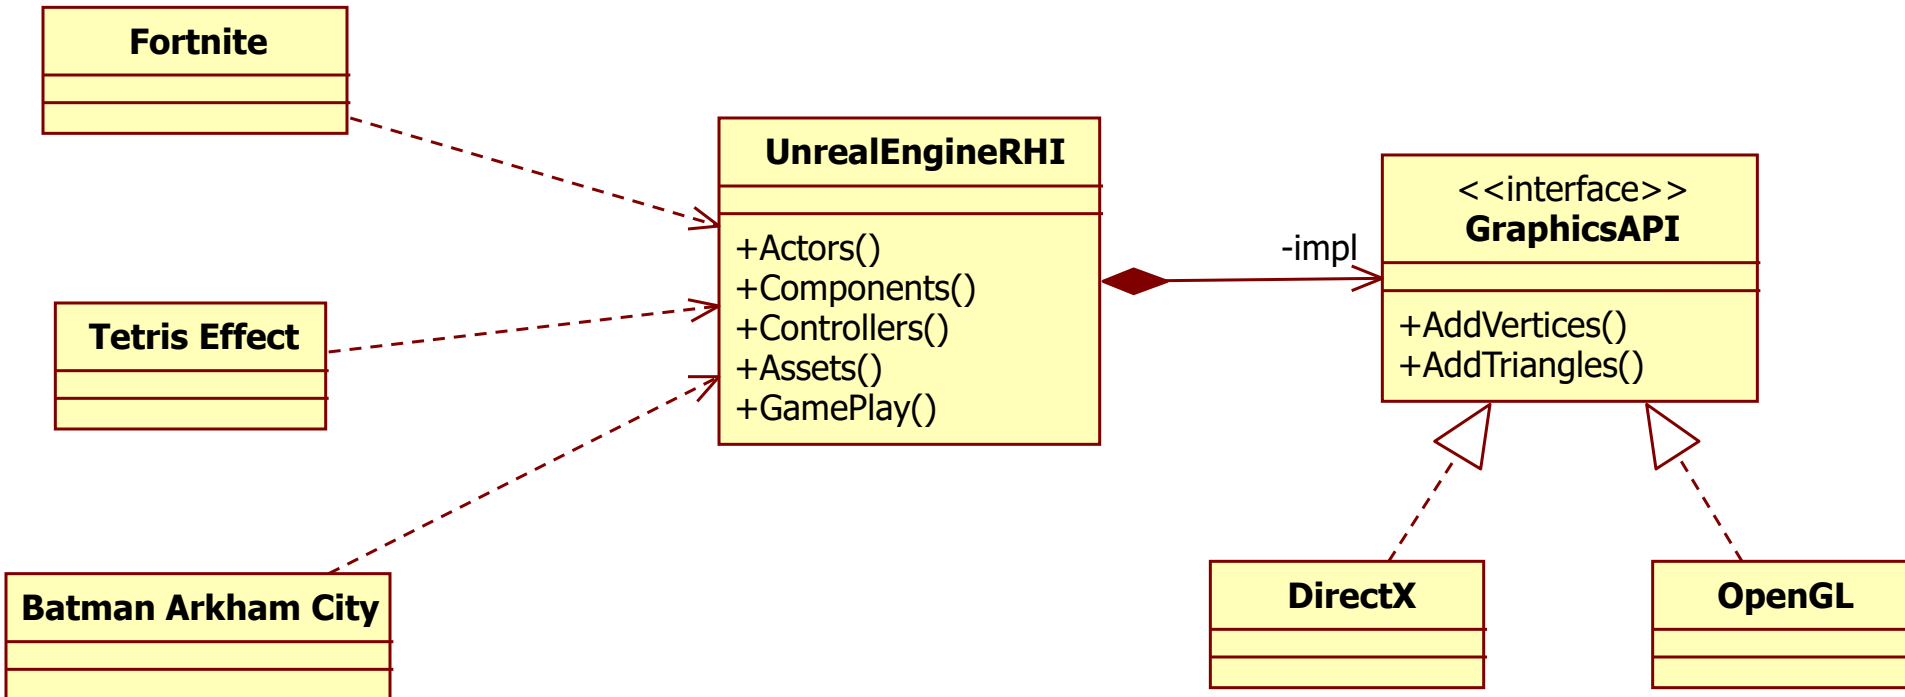 Fortnite
UnrealEngineRHI
+Actors()
+Components()
+Controllers()
+Assets()
+GamePlay()
-impl
<<interface>>
GraphicsAPI
+AddVertices()
+AddTriangles()
Tetris Effect
Batman Arkham City
DirectX
OpenGL